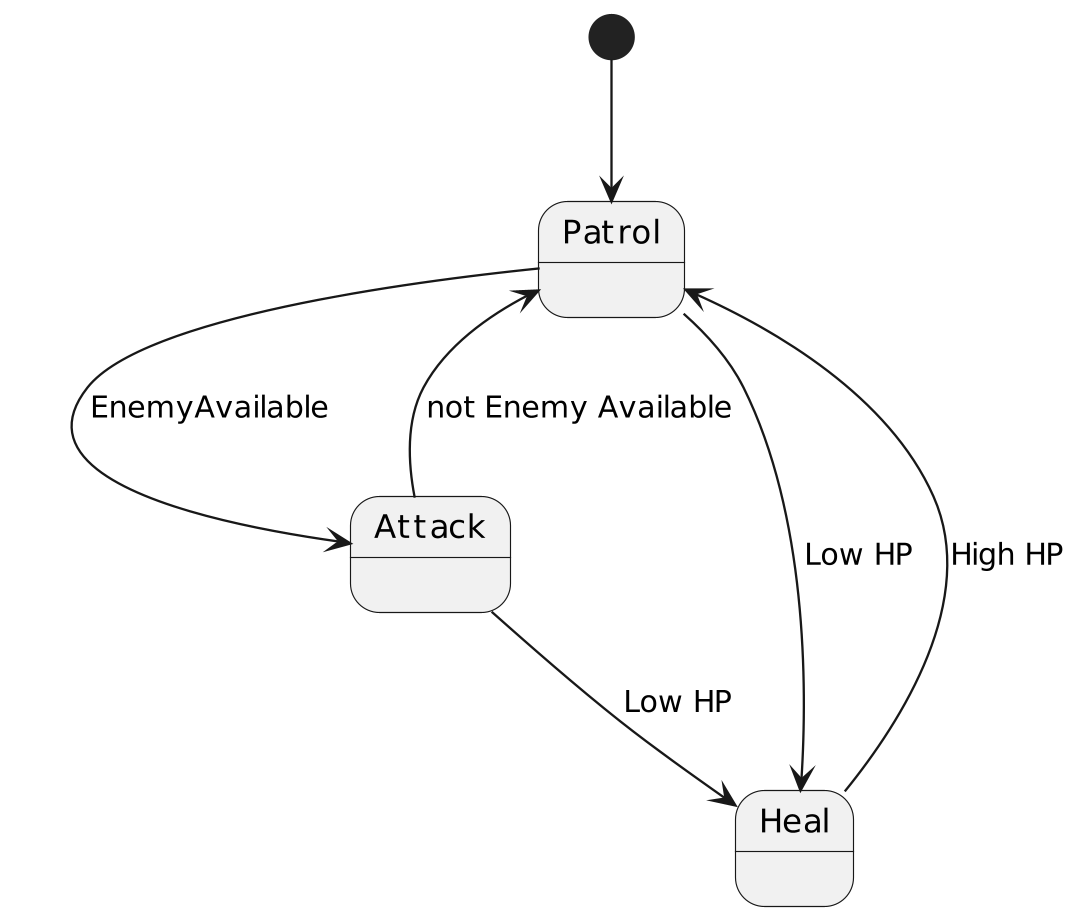 Patrol
EnemyAvailable
not Enemy Available
Attack
Low HP
High HP
Low HP
Heal